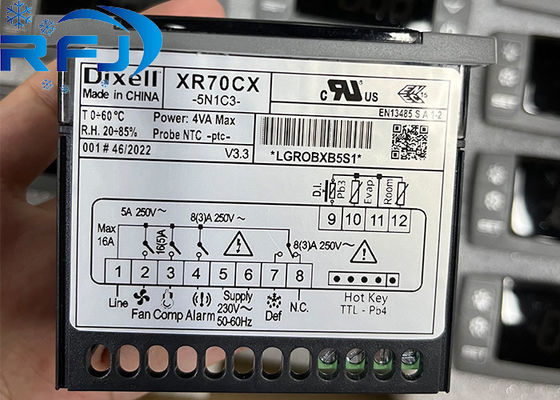 RFJ
Dixell XR70CX
Made in CHINA -5N1C3-
c RU US
T 0÷60°C Power: 4VA Max
R.H. 20÷85% Probe NTC -ptc-
EN13485 S A 1-2
001 # 46/2022 V3.3
*LGROBXB5S1*
D.I.
Pb3
Evap
Room
9 10 11 12
5A 250V~ 8(3)A 250V~
Max
16A
16(5)A
8(3)A 250V~
1 2 3 4 5 6 7 8
Line Fan Comp Alarm Supply
230V~
50-60Hz
Def N.C.
Hot Key
TTL - Pb4